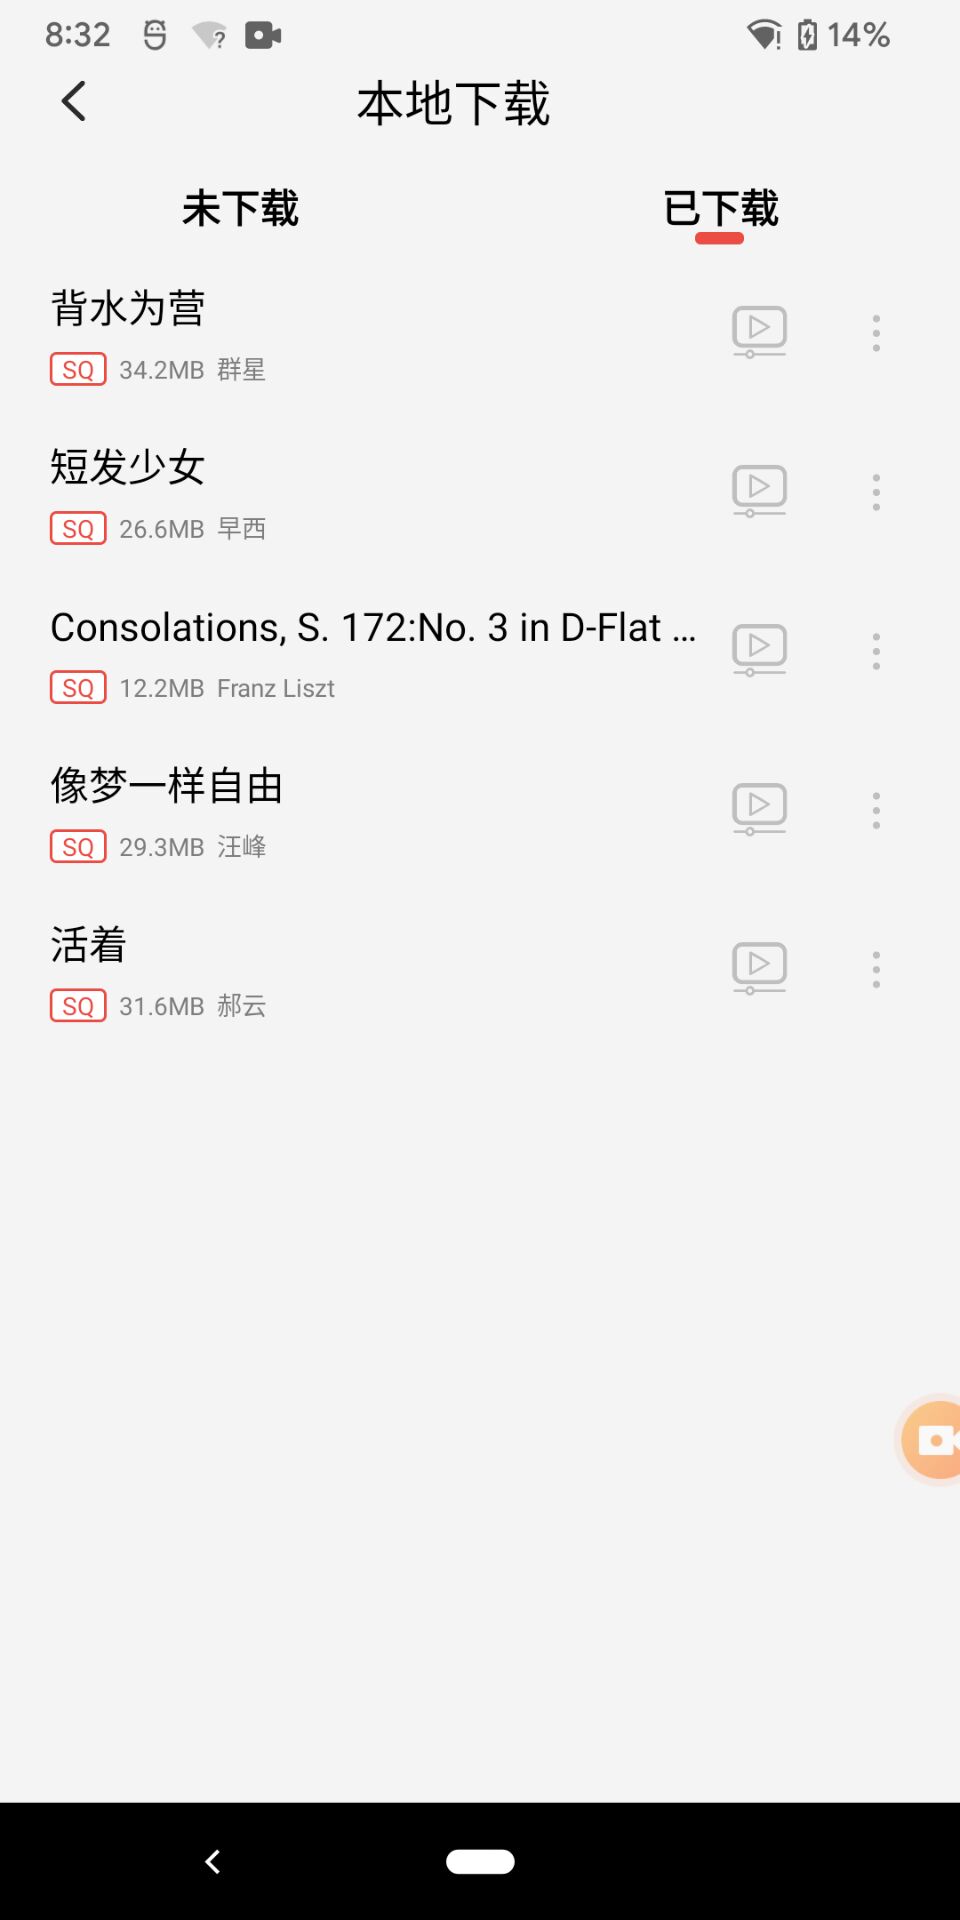 8:32
14%
本地下载
未下载
已下载
背水为营
SQ 34.2MB 群星
短发少女
SQ 26.6MB 早西
Consolations, S. 172:No. 3 in D-Flat ...
SQ 12.2MB Franz Liszt
像梦一样自由
SQ 29.3MB 汪峰
活着
SQ 31.6MB 郝云